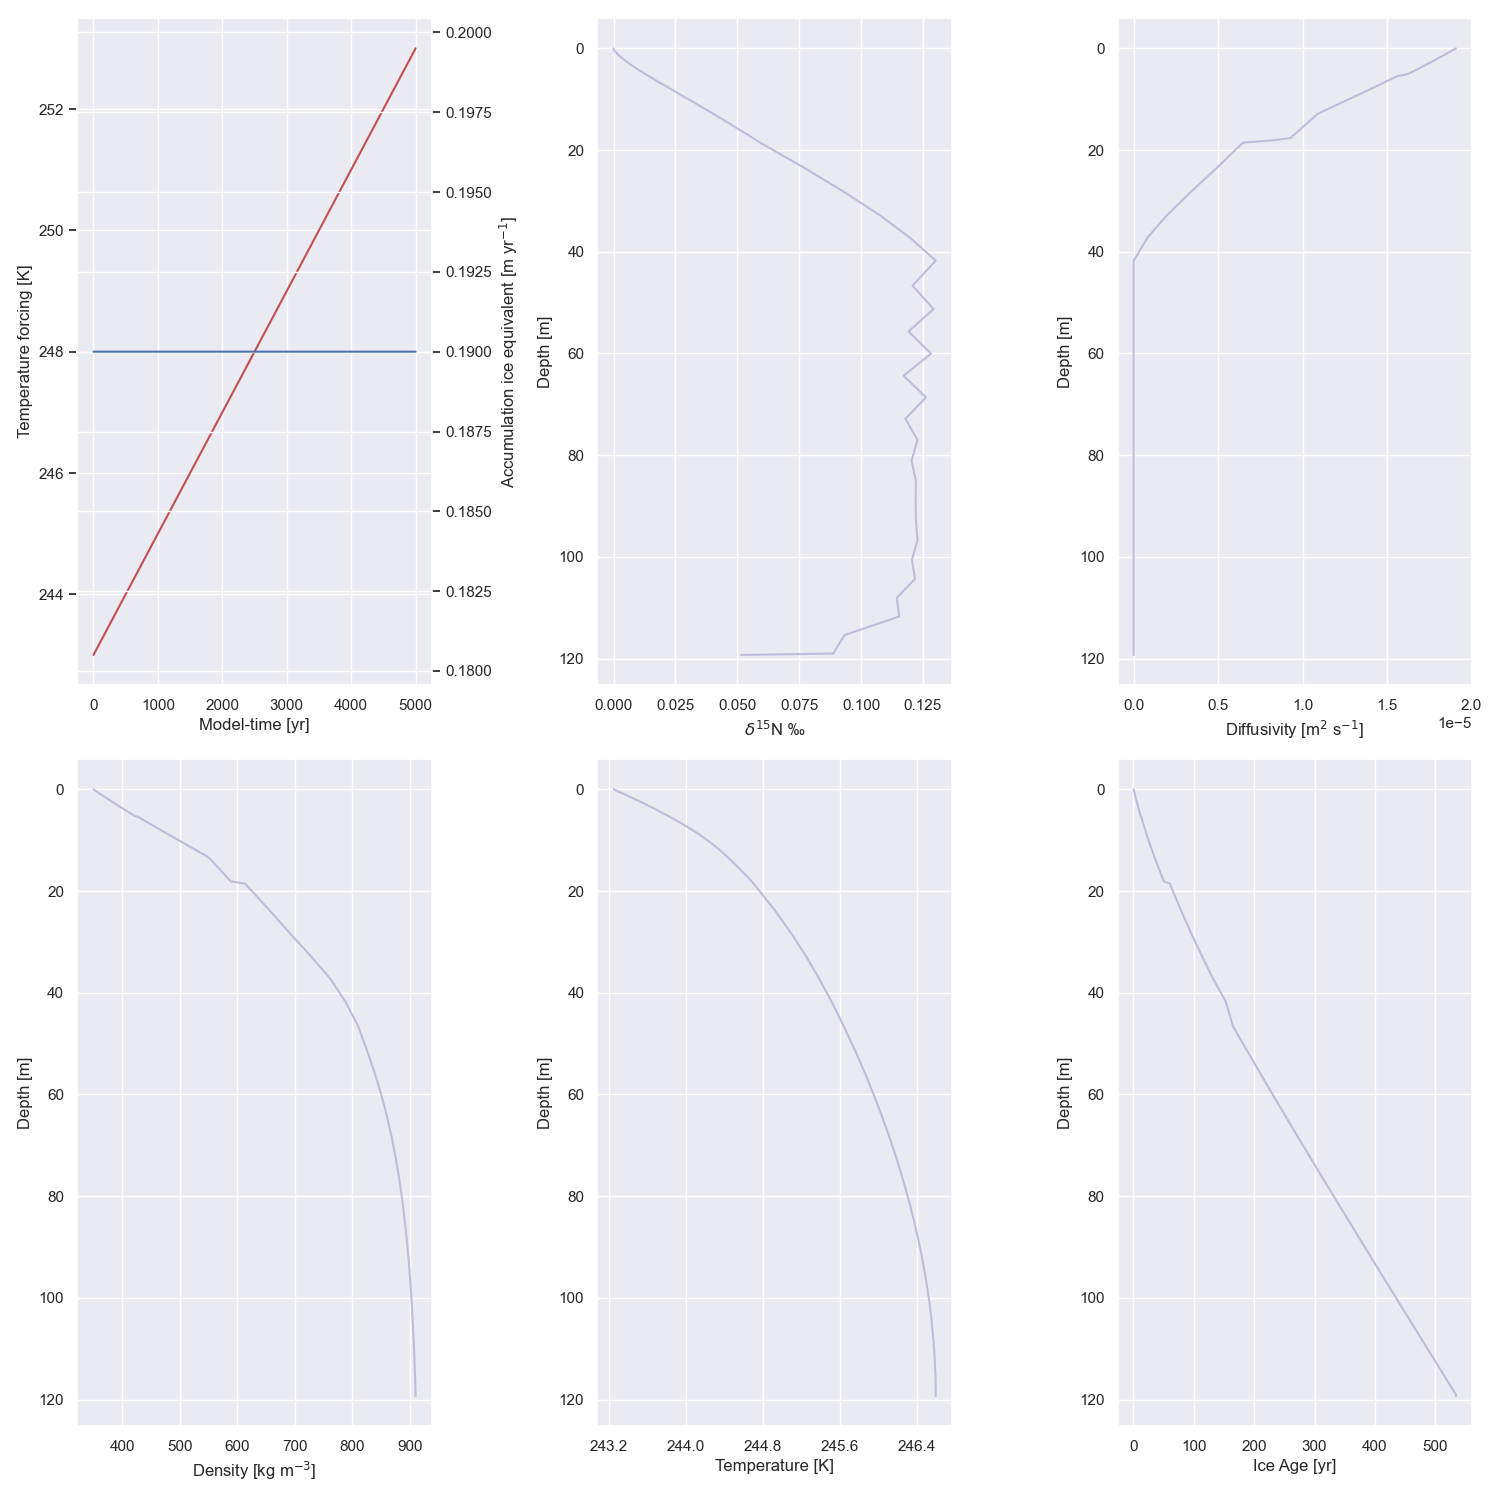 Temperature forcing [K]
252
250
248
246
244
0.2000
0.1975
0.1950
0.1925
0.1900
0.1875
0.1850
0.1825
0.1800
Accumulation ice equivalent [m yr⁻¹]
0 1000 2000 3000 4000 5000
Model-time [yr]
Depth [m]
0
20
40
60
80
100
120
0.000 0.025 0.050 0.075 0.100 0.125
δ¹⁵N ‰
Depth [m]
0
20
40
60
80
100
120
0.0 0.5 1.0 1.5 2.0
1e−5
Diffusivity [m² s⁻¹]
Depth [m]
0
20
40
60
80
100
120
400 500 600 700 800 900
Density [kg m⁻³]
Depth [m]
0
20
40
60
80
100
120
243.2 244.0 244.8 245.6 246.4
Temperature [K]
Depth [m]
0
20
40
60
80
100
120
0 100 200 300 400 500
Ice Age [yr]